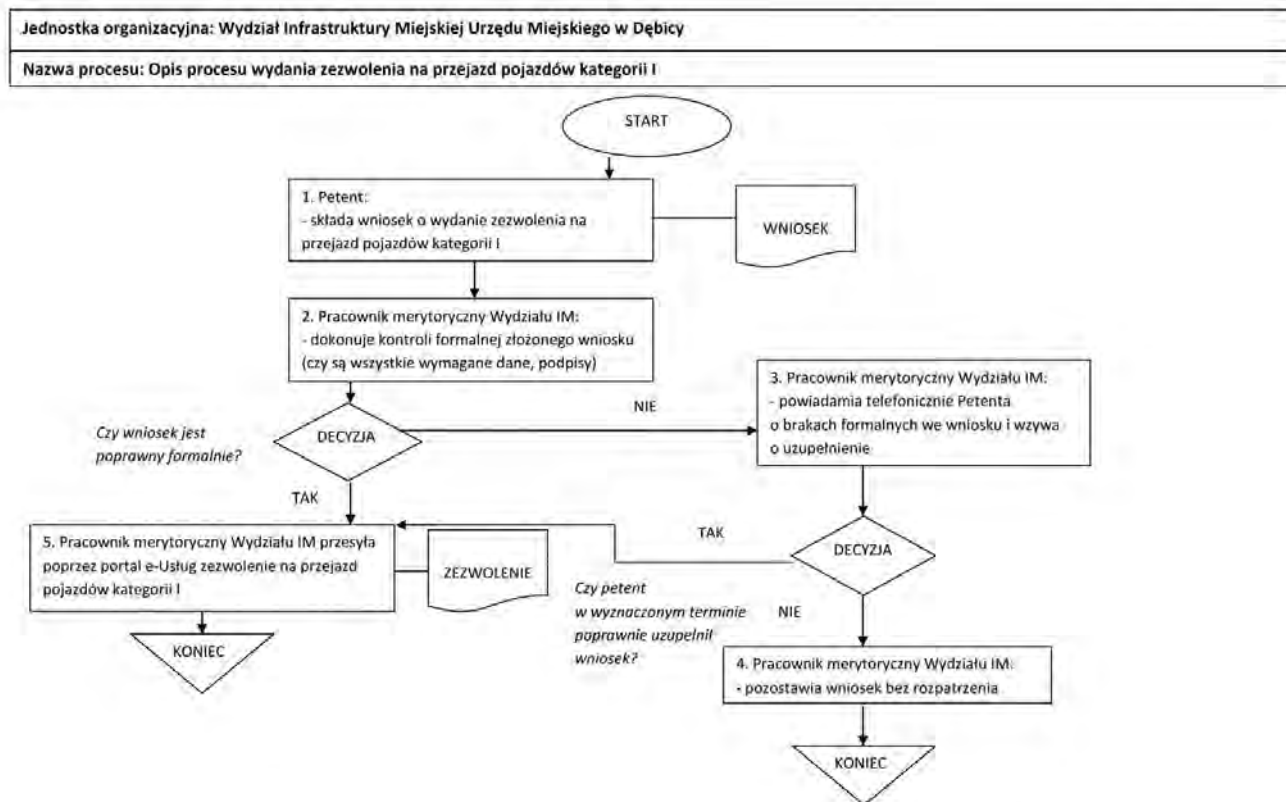 Jednostka organizacyjna: Wydział Infrastruktury Miejskiej Urzędu Miejskiego w Dębicy
Nazwa procesu: Opis procesu wydania zezwolenia na przejazd pojazdów kategorii I
START
1. Petent:
- składa wniosek o wydanie zezwolenia na
przejazd pojazdów kategorii I
WNIOSEK
2. Pracownik merytoryczny Wydziału IM:
- dokonuje kontroli formalnej złożonego wniosku
(czy są wszystkie wymagane dane, podpisy)
Czy wniosek jest
poprawny formalnie?
DECYZJA
NIE
3. Pracownik merytoryczny Wydziału IM:
- powiadamia telefonicznie Petenta
o brakach formalnych we wniosku i wzywa
o uzupełnienie
TAK
5. Pracownik merytoryczny Wydziału IM przesyła
poprzez portal e-Usług zezwolenie na przejazd
pojazdów kategorii I
ZEZWOLENIE
KONIEC
TAK
DECYZJA
Czy petent
w wyznaczonym terminie
poprawnie uzupełnił
wniosek?
NIE
4. Pracownik merytoryczny Wydziału IM:
- pozostawia wniosek bez rozpatrzenia
KONIEC